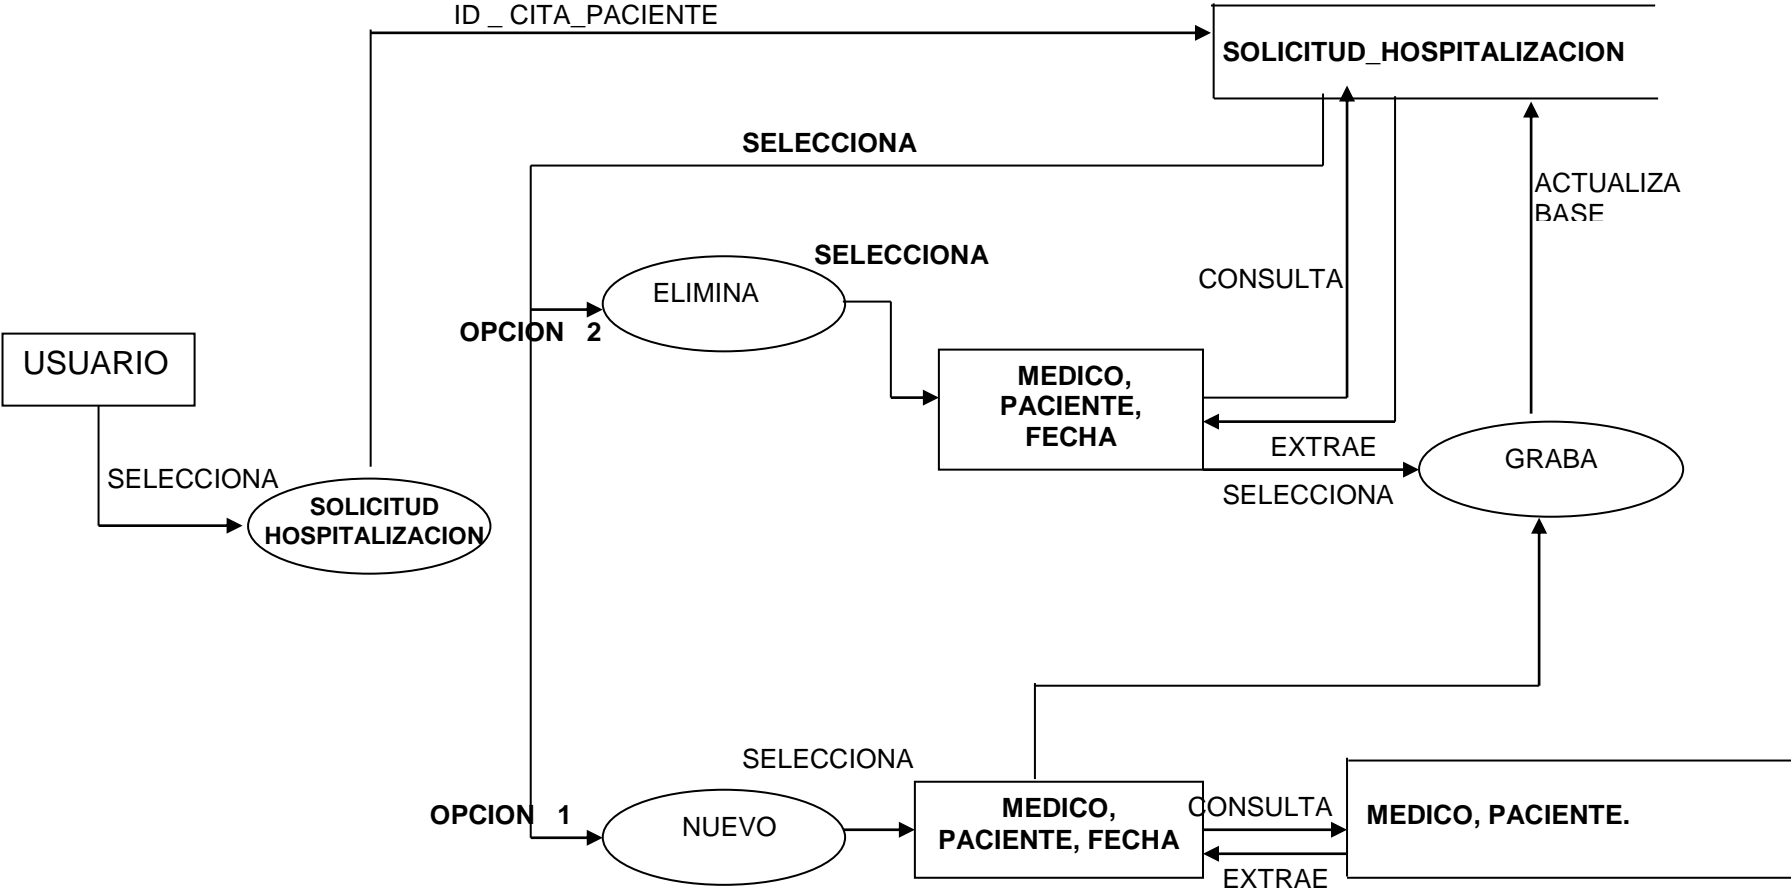 ID _ CITA_PACIENTE
SOLICITUD_HOSPITALIZACION
SELECCIONA
ACTUALIZA
BASE
SELECCIONA
CONSULTA
ELIMINA
OPCION 2
USUARIO
MEDICO,
PACIENTE,
FECHA
EXTRAE
GRABA
SELECCIONA
SELECCIONA
SOLICITUD
HOSPITALIZACION
SELECCIONA
OPCION 1
NUEVO
MEDICO,
PACIENTE, FECHA
CONSULTA
MEDICO, PACIENTE.
EXTRAE